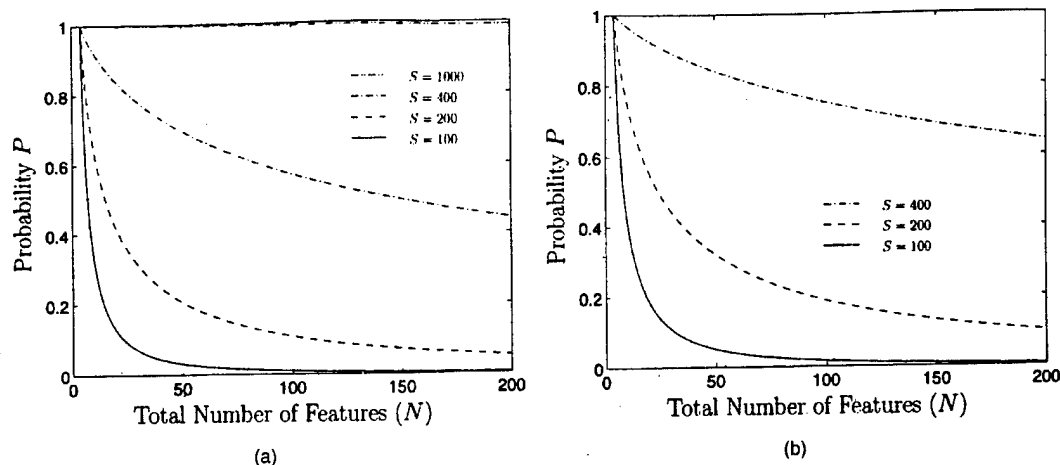 1
0.8
0.6
0.4
0.2
0
Probability P
S = 1000
S = 400
S = 200
S = 100
0
50
100
150
200
Total Number of Features (N)
(a)
1
0.8
0.6
0.4
0.2
0
Probability P
S = 400
S = 200
S = 100
0
50
100
150
200
Total Number of Features (N)
(b)